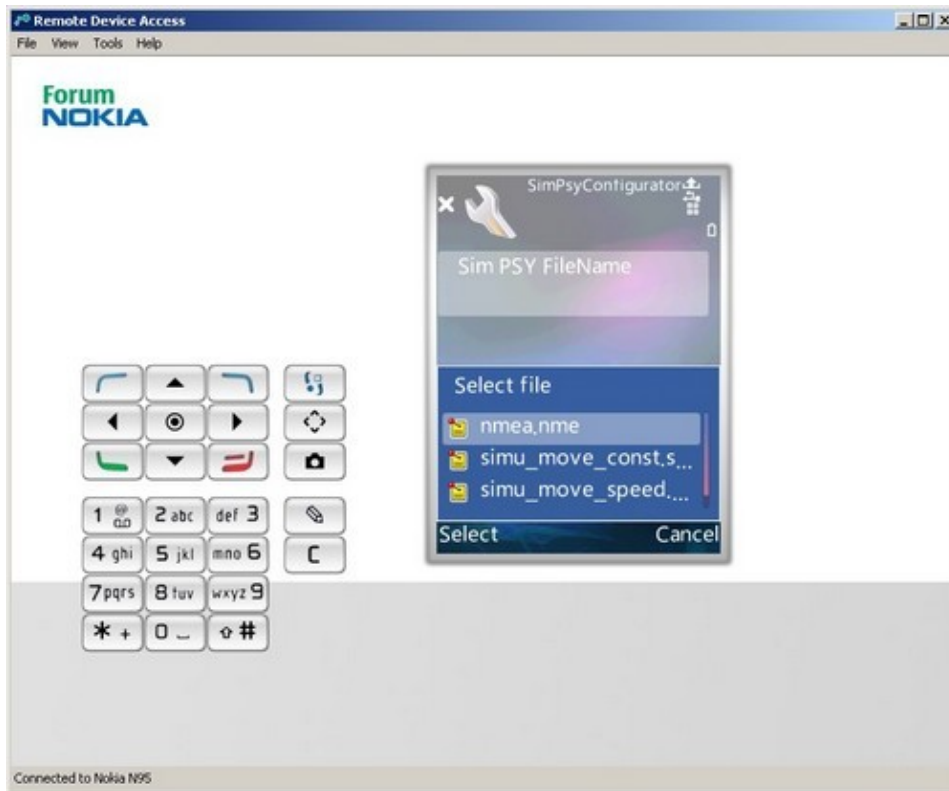 Remote Device Access
File View Tools Help
Forum
NOKIA
SimPsyConfigurator
Sim PSY FileName
Select file
nmea.nme
simu_move_const.s...
simu_move_speed....
Select Cancel
1 @ 2 abc def 3
4 ghi 5 jkl mno 6 C
7 pqrs 8 tuv wxyz 9
* + 0 #
Connected to Nokia N95